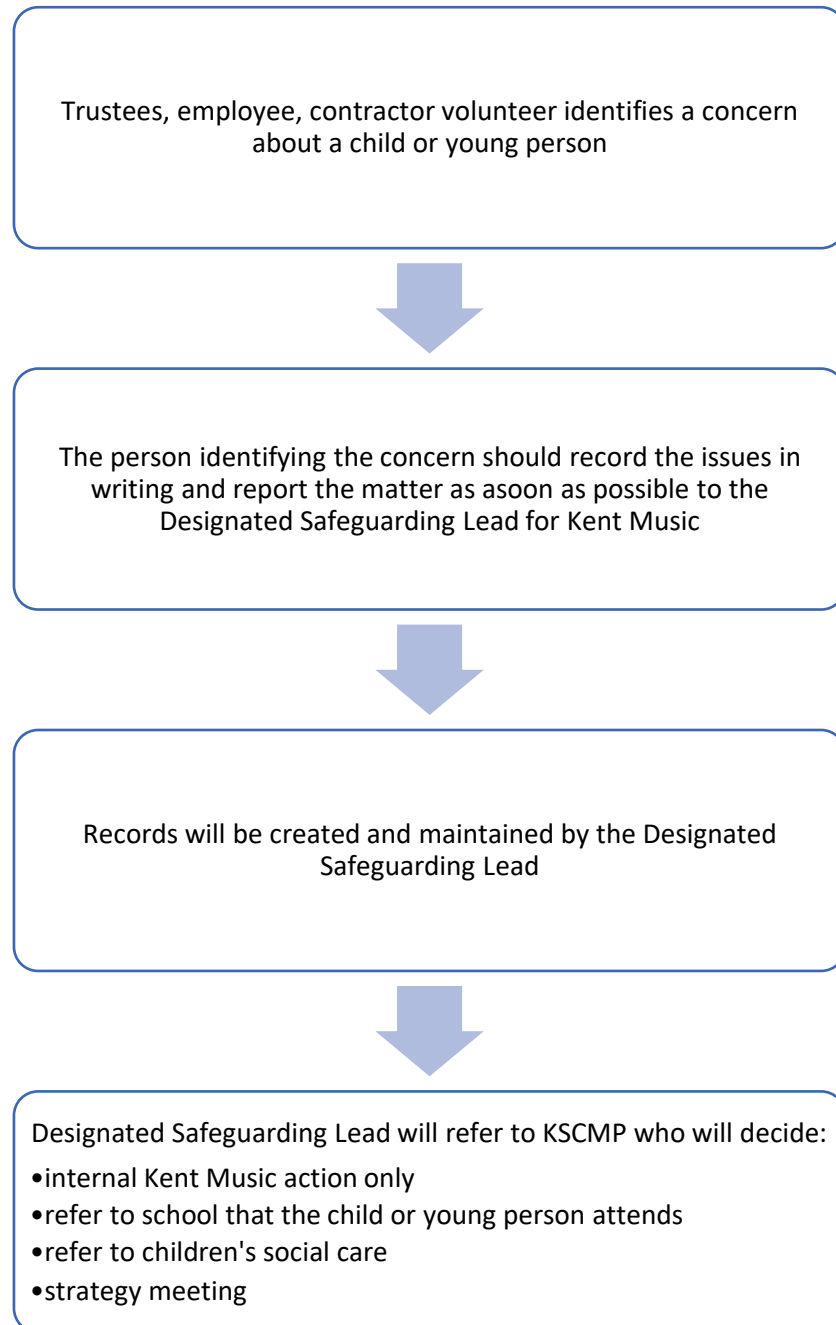 Trustees, employee, contractor volunteer identifies a concern
about a child or young person
The person identifying the concern should record the issues in
writing and report the matter as asoon as possible to the
Designated Safeguarding Lead for Kent Music
Records will be created and maintained by the Designated
Safeguarding Lead
Designated Safeguarding Lead will refer to KSCMP who will decide:
•internal Kent Music action only
•refer to school that the child or young person attends
•refer to children's social care
•strategy meeting